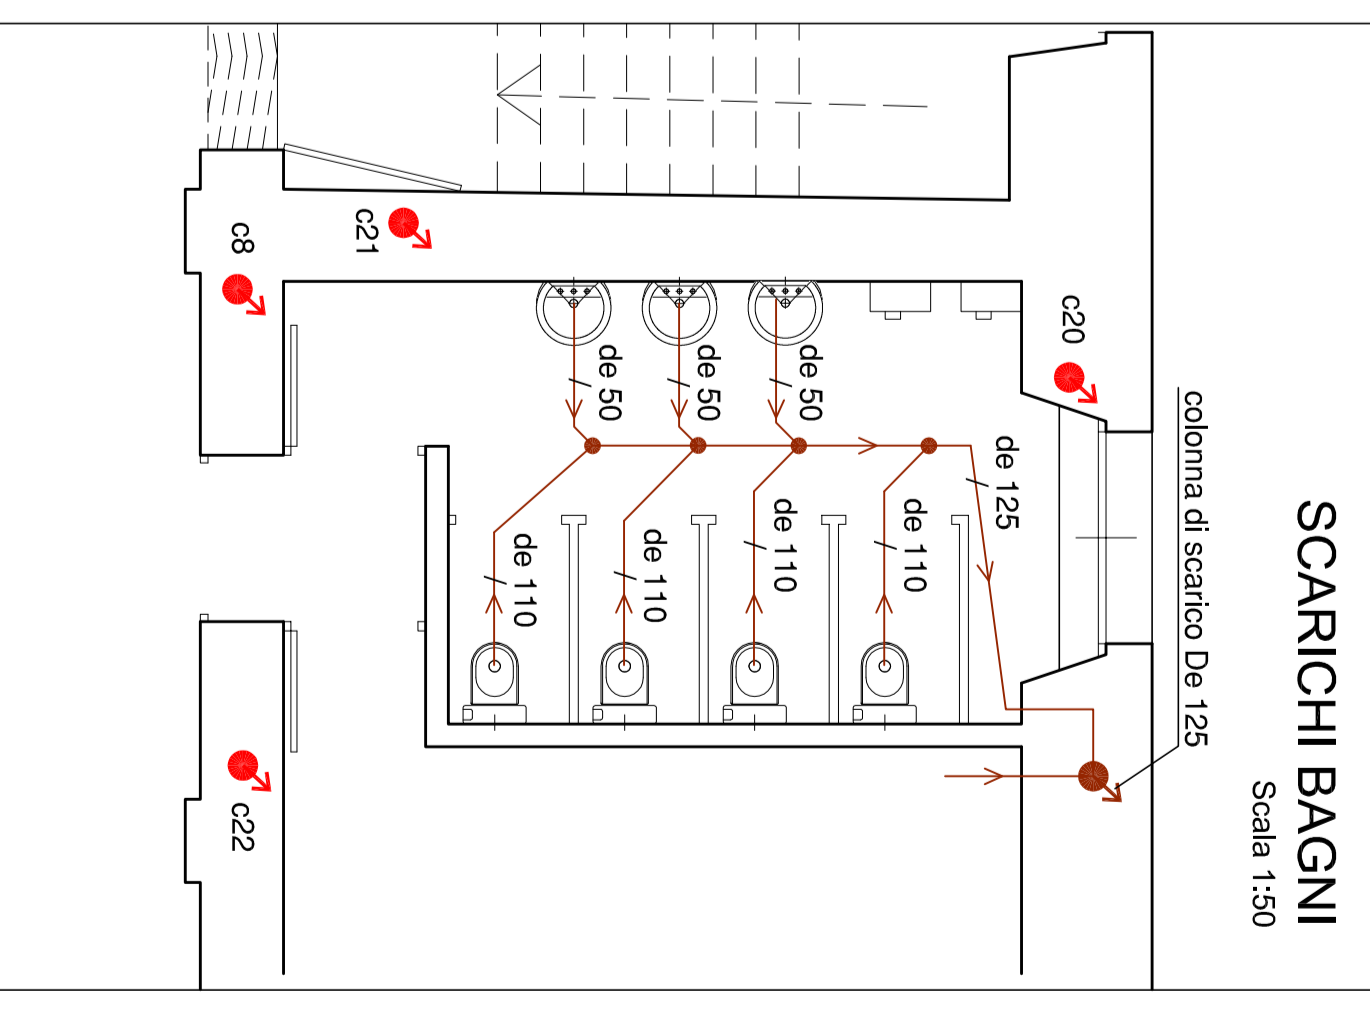 SCARICHI BAGNI
Scala 1:50
colonna di scarico De 125
c20
de 125
de 50
de 50
de 50
de 110
de 110
de 110
de 110
c21
c8
c22